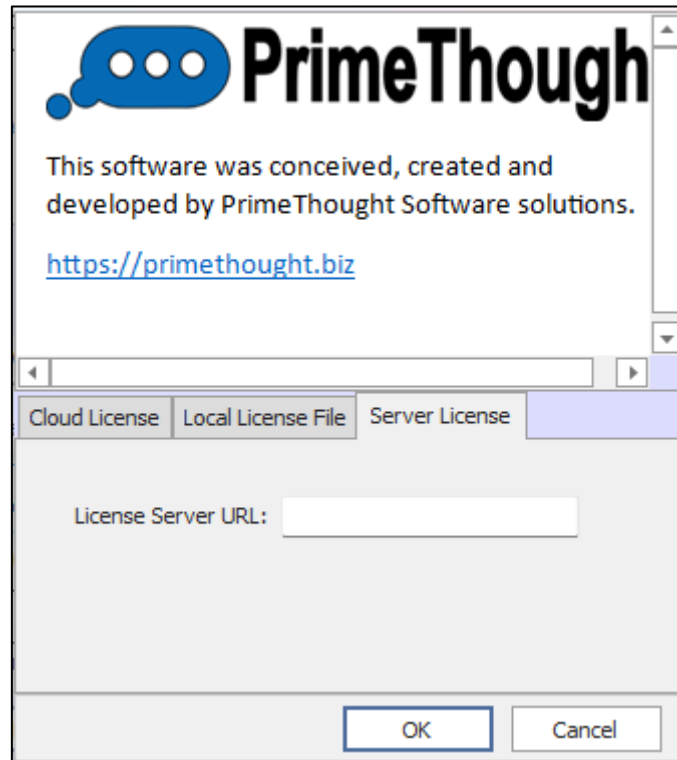 PrimeThough
This software was conceived, created and
developed by PrimeThought Software solutions.
https://primethought.biz
Cloud License Local License File Server License
License Server URL:
OK Cancel